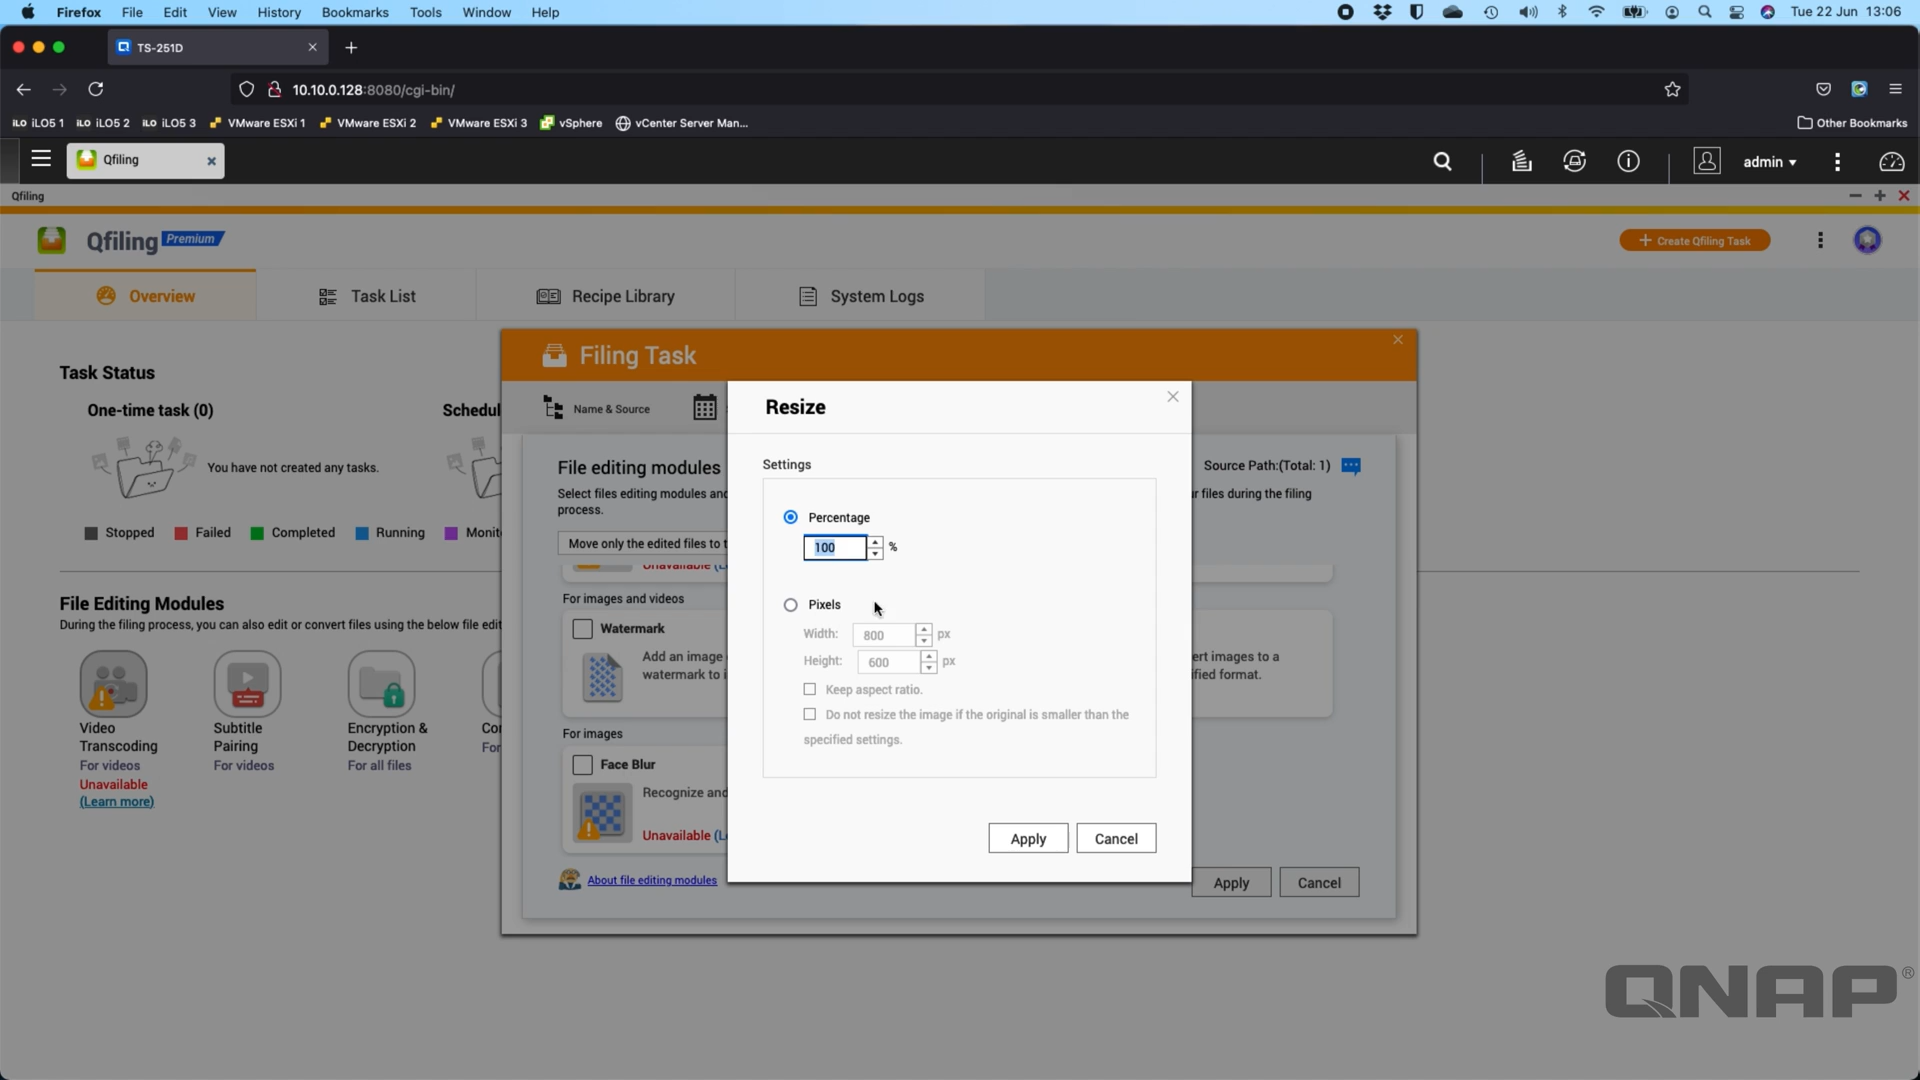 Firefox File Edit View History Bookmarks Tools Window Help Tue 22 Jun 13:06
TS-251D
10.10.0.128:8080/cgi-bin/
iLO iLO5 1 iLO iLO5 2 iLO iLO5 3 VMware ESXi 1 VMware ESXi 2 VMware ESXi 3 vSphere vCenter Server Man... Other Bookmarks
Qfiling admin
Qfiling
Qfiling Premium + Create Qfiling Task
Overview Task List Recipe Library System Logs
Task Status
One-time task (0) Schedul
You have not created any tasks.
Stopped Failed Completed Running Monit
File Editing Modules
During the filing process, you can also edit or convert files using the below file edit
Video Transcoding
For videos
Unavailable
(Learn more)
Subtitle Pairing
For videos
Encryption & Decryption
For all files
Cor
For
Filing Task
Name & Source
File editing modules Source Path:(Total: 1)
Select files editing modules and ur files during the filing
process.
Move only the edited files to t
Unavailable (L
For images and videos
Watermark
Add an image ert images to a
watermark to i ified format.
For images
Face Blur
Recognize and
Unavailable (L
About file editing modules
Apply Cancel
Resize
Settings
Percentage
100 %
Pixels
Width: 800 px
Height: 600 px
Keep aspect ratio.
Do not resize the image if the original is smaller than the
specified settings.
Apply Cancel
QNAP®